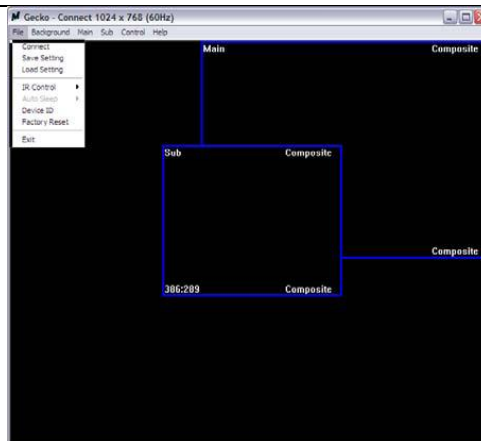 Gecko - Connect 1024 x 768 (60Hz)
File Background Main Sub Control Help
Connect
Save Setting
Load Setting
IR Control
Auto Sleep
Device ID
Factory Reset
Exit
Main Composite
Sub Composite
Composite
386:289 Composite